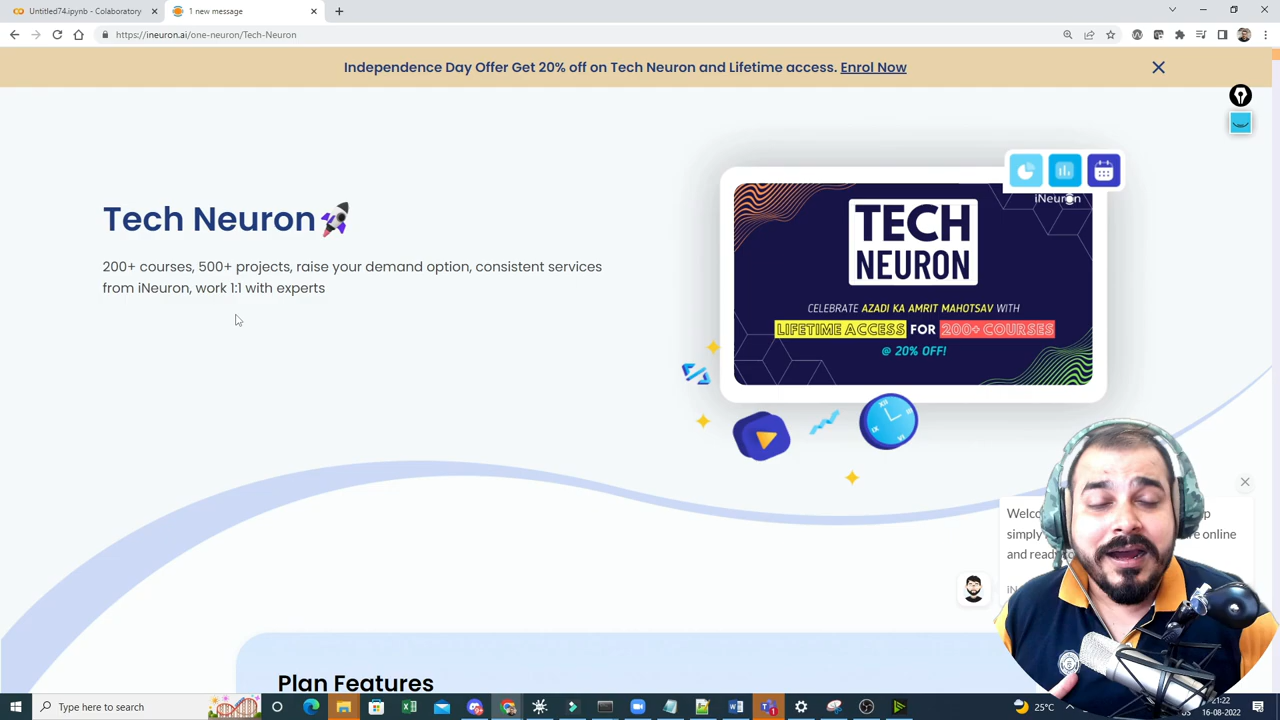 Untitled74.ipynb - Colaboratory
1 new message
https://ineuron.ai/one-neuron/Tech-Neuron
Independence Day Offer Get 20% off on Tech Neuron and Lifetime access. Enrol Now
Tech Neuron
200+ courses, 500+ projects, raise your demand option, consistent services
from iNeuron, work 1:1 with experts
iNeuron
TECH
NEURON
CELEBRATE AZADI KA AMRIT MAHOTSAV WITH
LIFETIME ACCESS FOR 200+ COURSES
@ 20% OFF!
simply
online
and
Plan Features
Type here to search
25°C
21:22
16-08-2022